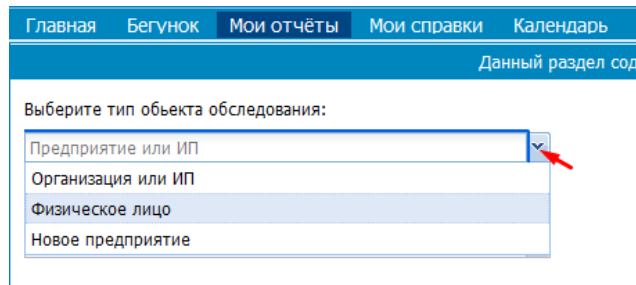 Главная Бегунок Мои отчёты Мои справки Календарь
Данный раздел сод
Выберите тип обьекта обследования:
Предприятие или ИП
Организация или ИП
Физическое лицо
Новое предприятие